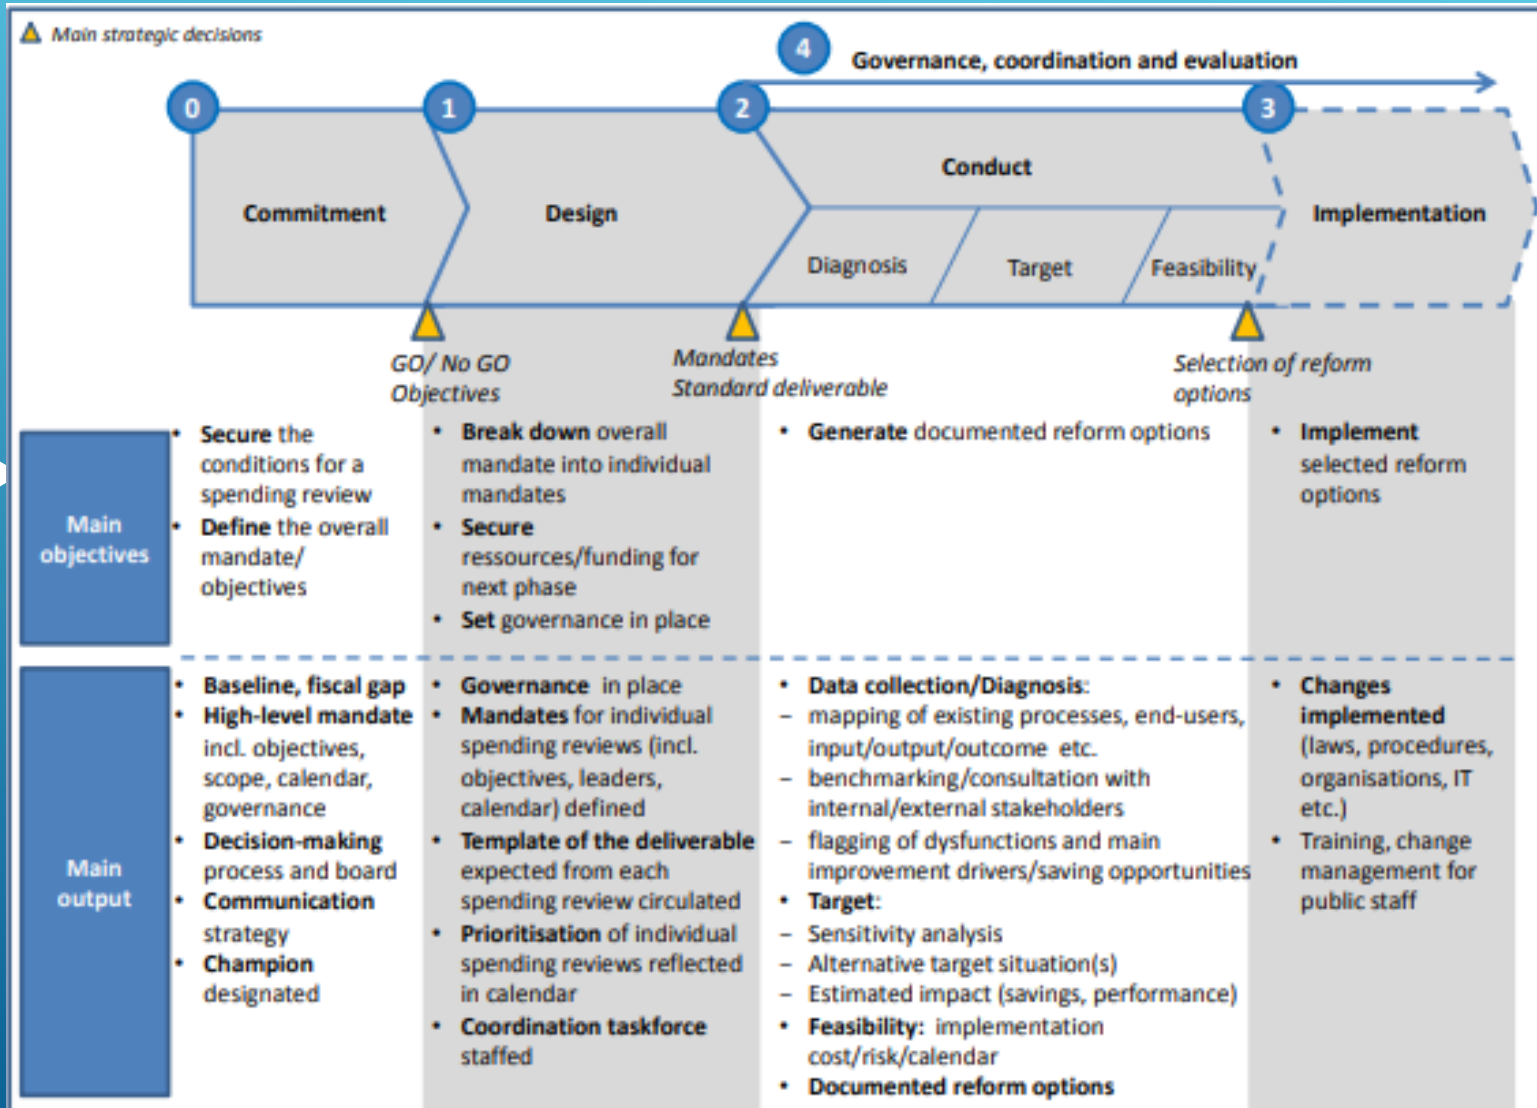 Main strategic decisions
4
Governance, coordination and evaluation
0
1
2
3
Commitment
Design
Conduct
Implementation
Diagnosis
Target
Feasibility
GO/ No GO
Objectives
Mandates
Standard deliverable
Selection of reform
options
Main
objectives
• Secure the
conditions for a
spending review
• Define the overall
mandate/
objectives
• Break down overall
mandate into individual
mandates
• Secure
ressources/funding for
next phase
• Set governance in place
• Generate documented reform options
• Implement
selected reform
options
Main
output
• Baseline, fiscal gap
• High-level mandate
incl. objectives,
scope, calendar,
governance
• Decision-making
process and board
• Communication
strategy
• Champion
designated
• Governance in place
• Mandates for individual
spending reviews (incl.
objectives, leaders,
calendar) defined
• Template of the deliverable
expected from each
spending review circulated
• Prioritisation of individual
spending reviews reflected
in calendar
• Coordination taskforce
staffed
• Data collection/Diagnosis:
– mapping of existing processes, end-users,
input/output/outcome etc.
– benchmarking/consultation with
internal/external stakeholders
– flagging of dysfunctions and main
improvement drivers/saving opportunities
• Target:
– Sensitivity analysis
– Alternative target situation(s)
– Estimated impact (savings, performance)
• Feasibility: implementation
cost/risk/calendar
• Documented reform options
• Changes
implemented
(laws, procedures,
organisations, IT
etc.)
• Training, change
management for
public staff